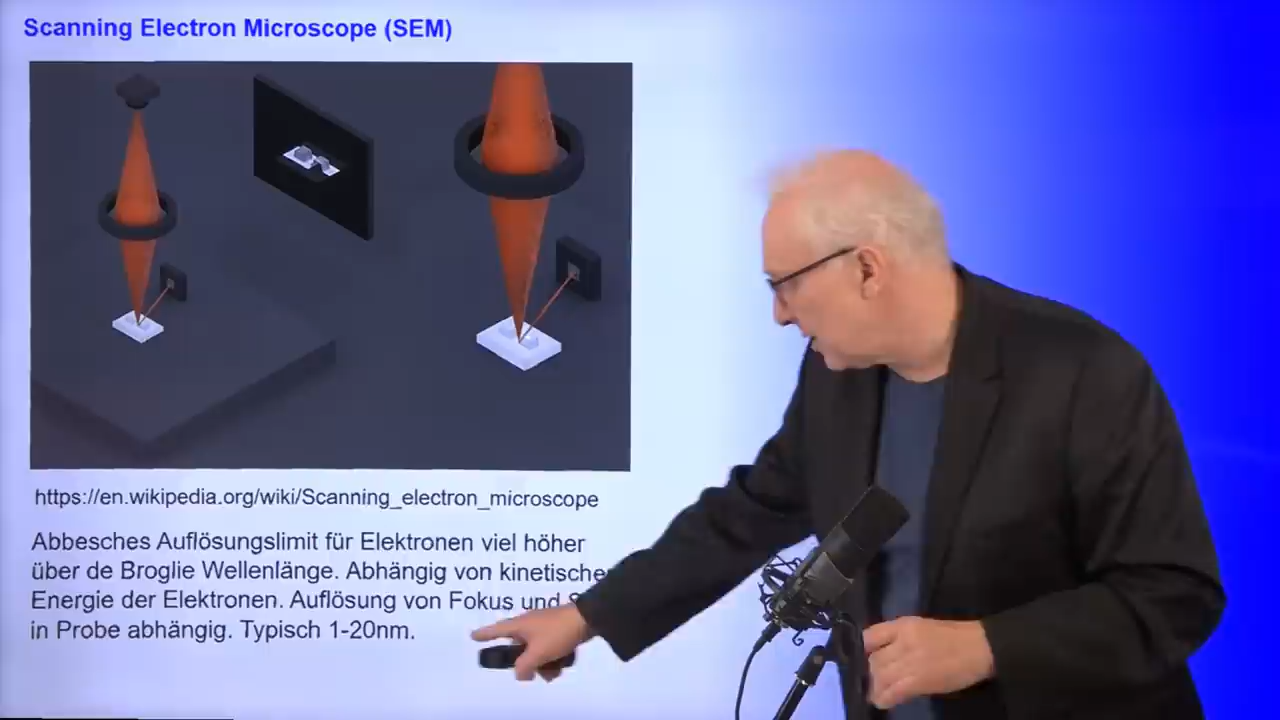 Scanning Electron Microscope (SEM)
https://en.wikipedia.org/wiki/Scanning_electron_microscope
Abbesches Auflösungslimit für Elektronen viel höher
über de Broglie Wellenlänge. Abhängig von kinetische
Energie der Elektronen. Auflösung von Fokus und
in Probe abhängig. Typisch 1-20nm.